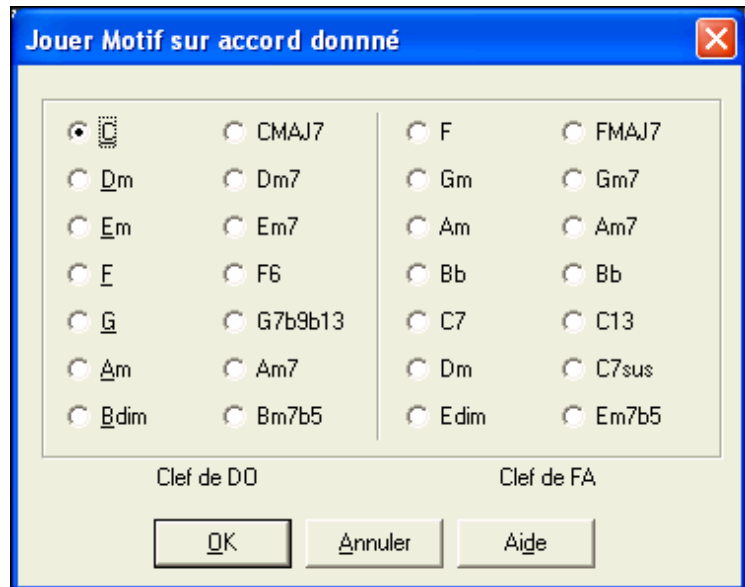 Jouer Motif sur accord donnné
C CMAJ7 F FMAJ7
Dm Dm7 Gm Gm7
Em Em7 Am Am7
F F6 Bb Bb
G G7b9b13 C7 C13
Am Am7 Dm C7sus
Bdim Bm7b5 Edim Em7b5
Clef de DO Clef de FA
OK Annuler Aide